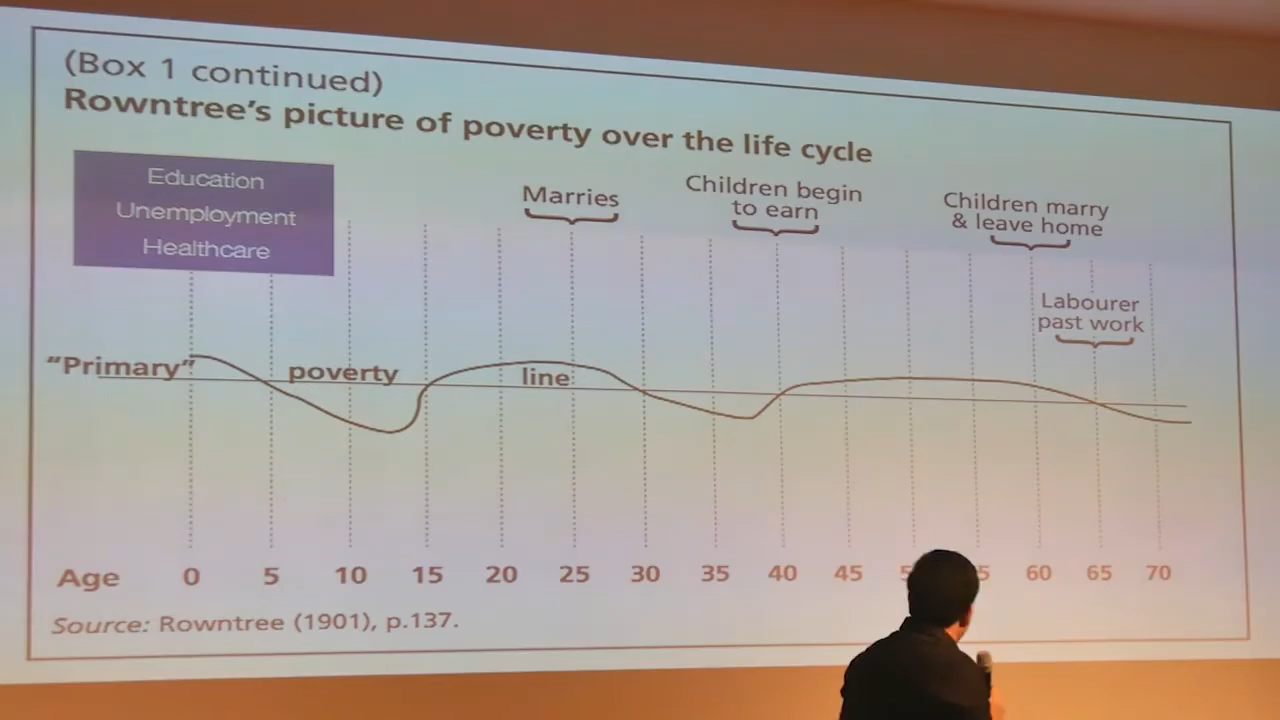 (Box 1 continued)
Rowntree's picture of poverty over the life cycle
Education
Unemployment
Healthcare
Marries
Children begin
to earn
Children marry
& leave home
Labourer
past work
"Primary" poverty line
Age 0 5 10 15 20 25 30 35 40 45 60 65 70
Source: Rowntree (1901), p.137.